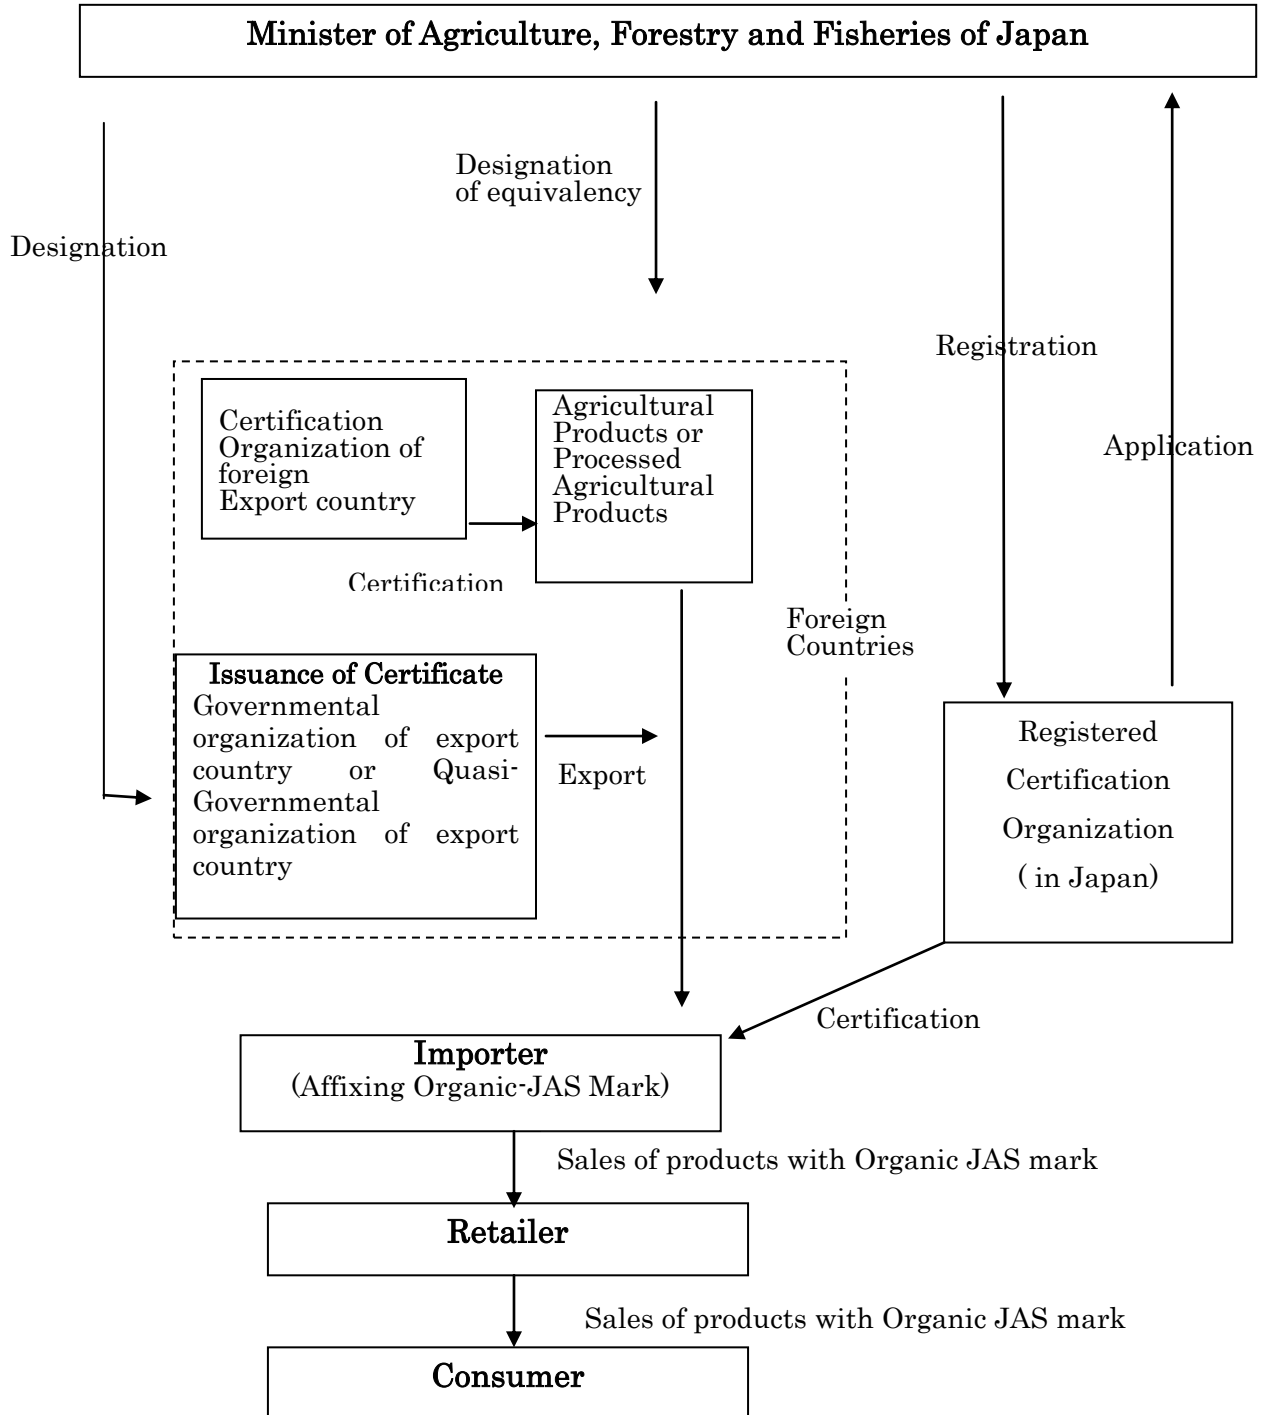 Minister of Agriculture, Forestry and Fisheries of Japan
Designation
of equivalency
Designation
Registration
Application
Certification
Organization of
foreign
Export country
Agricultural
Products or
Processed
Agricultural
Products
Certification
Foreign
Countries
Issuance of Certificate
Governmental
organization of export
country or Quasi-
Governmental
organization of export
country
Export
Registered
Certification
Organization
( in Japan)
Certification
Importer
(Affixing Organic-JAS Mark)
Sales of products with Organic JAS mark
Retailer
Sales of products with Organic JAS mark
Consumer